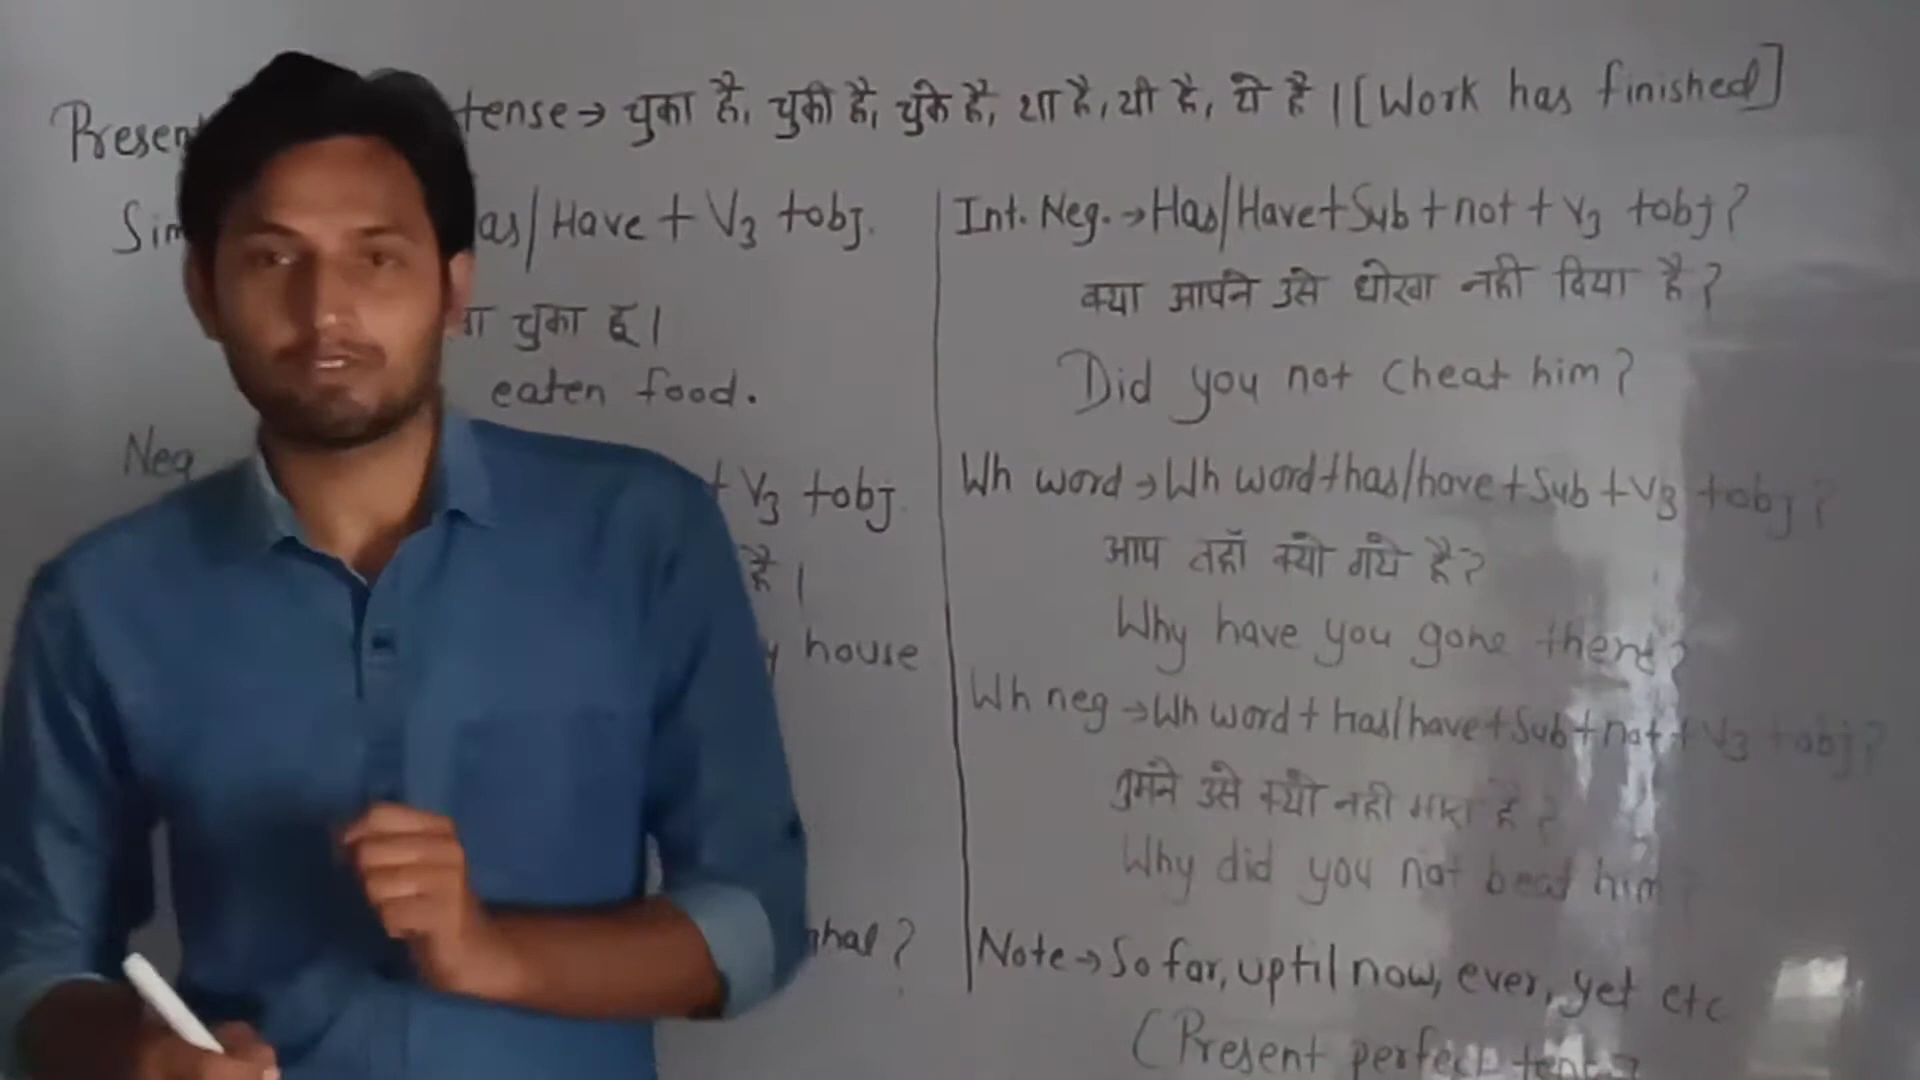 Present tense → चुका है, चुकी है, चुके है, या है, यी है, ये है । [Work has finished]
as/Have + V3 + obj.
चुका हू ।
eaten food.
Neg
+ V3 + obj
है ।
house
?
Int. Neg. → Has/Have + Sub + not + V3 + obj?
क्या आपने उसे धोखा नही दिया है ?
Did you not cheat him?
Wh word → Wh word + has/have + Sub + V3 + obj?
आप वहाँ क्यों गये है ?
Why have you gone there?
Wh neg → Wh word + Has/have + Sub + not + V3 + obj?
तुमने उसे क्यों नही मारा है ?
Why did you not beat him?
Note → So far, uptil now, ever, yet etc
(Present perfect